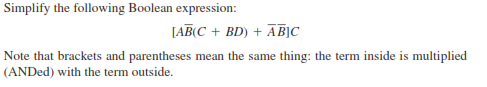 Simplify the following Boolean expression:
[AB̅(C + BD) + A̅B̅]C
Note that brackets and parentheses mean the same thing: the term inside is multiplied
(ANDed) with the term outside.